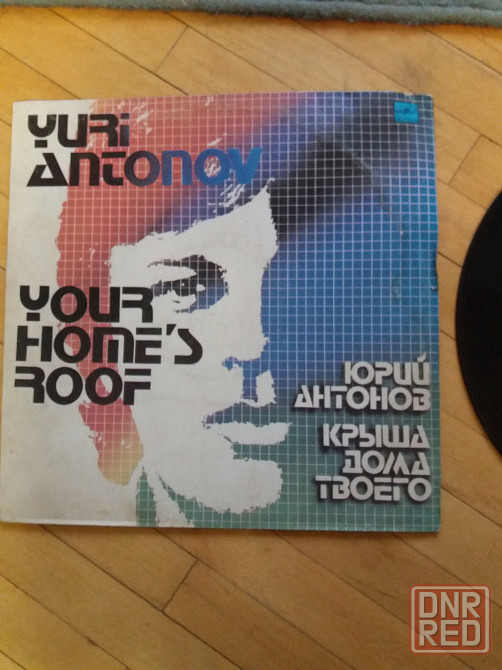 YURI
ANTONOV
YOUR
HOME'S
ROOF
ЮРИЙ
АНТОНОВ
КРЫША
ДОМА
ТВОЕГО
DNR
RED